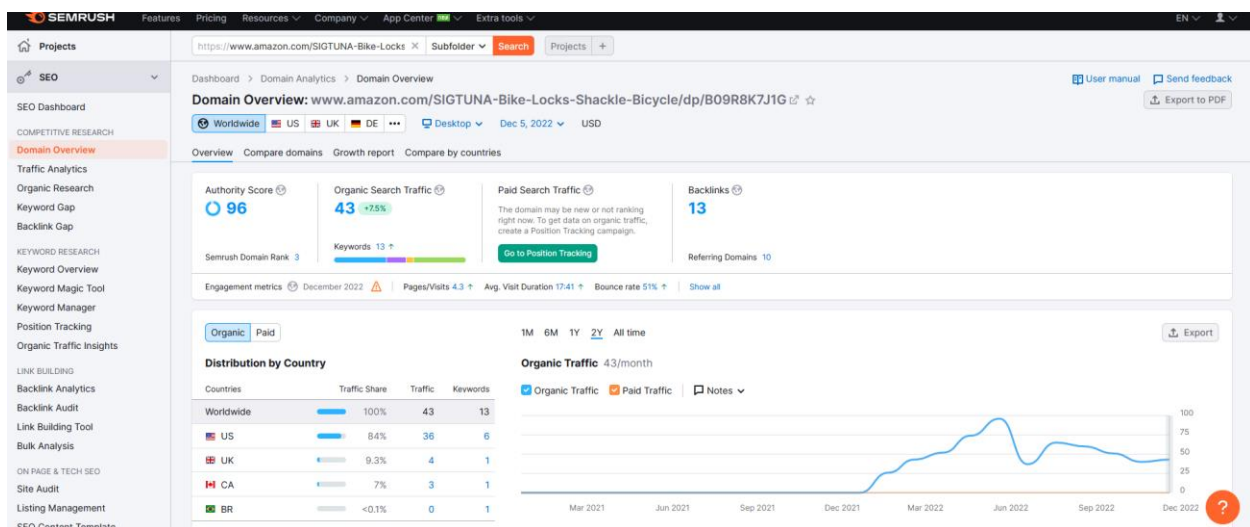 SEMRUSH Features Pricing Resources Company App Center NEW Extra tools EN
Projects
https://www.amazon.com/SIGTUNA-Bike-Locks Subfolder Search Projects +
SEO
SEO Dashboard
COMPETITIVE RESEARCH
Domain Overview
Traffic Analytics
Organic Research
Keyword Gap
Backlink Gap
KEYWORD RESEARCH
Keyword Overview
Keyword Magic Tool
Keyword Manager
Position Tracking
Organic Traffic Insights
LINK BUILDING
Backlink Analytics
Backlink Audit
Link Building Tool
Bulk Analysis
ON PAGE & TECH SEO
Site Audit
Listing Management
SEO Content Template
Dashboard > Domain Analytics > Domain Overview
User manual Send feedback
Domain Overview: www.amazon.com/SIGTUNA-Bike-Locks-Shackle-Bicycle/dp/B09R8K7J1G
Export to PDF
Worldwide US UK DE ••• Desktop Dec 5, 2022 USD
Overview Compare domains Growth report Compare by countries
Authority Score
96
Semrush Domain Rank 3
Organic Search Traffic
43 +7.5%
Keywords 13 ↑
Paid Search Traffic
The domain may be new or not ranking
right now. To get data on organic traffic,
create a Position Tracking campaign.
Go to Position Tracking
Backlinks
13
Referring Domains 10
Engagement metrics December 2022 Pages/Visits 4.3 ↑ Avg. Visit Duration 17:41 ↑ Bounce rate 51% ↑ Show all
Organic Paid
Distribution by Country
Countries Traffic Share Traffic Keywords
Worldwide 100% 43 13
US 84% 36 6
UK 9.3% 4 1
CA 7% 3 1
BR <0.1% 0 1
1M 6M 1Y 2Y All time
Export
Organic Traffic 43/month
Organic Traffic Paid Traffic Notes
100
75
50
25
0
Mar 2021 Jun 2021 Sep 2021 Dec 2021 Mar 2022 Jun 2022 Sep 2022 Dec 2022
?